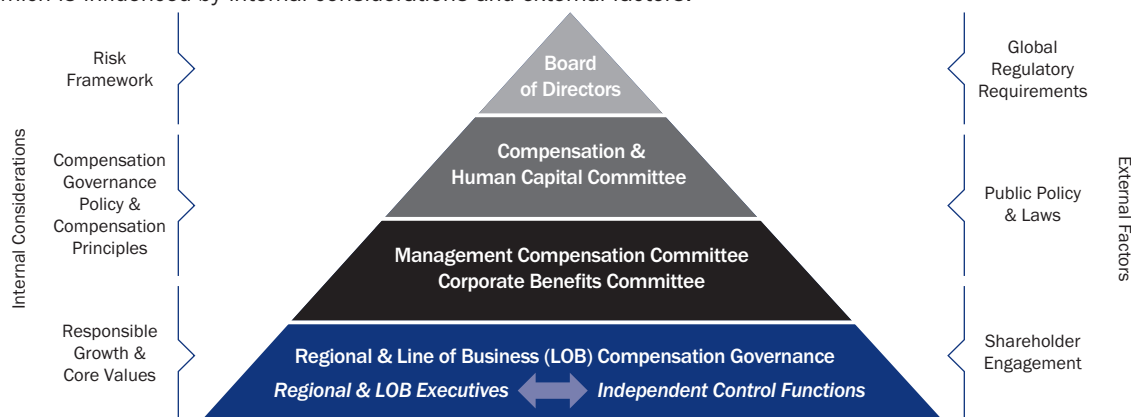 which is influenced by internal considerations and external factors.
Internal Considerations
Risk
Framework
Compensation
Governance
Policy &
Compensation
Principles
Responsible
Growth &
Core Values
Board
of Directors
Compensation &
Human Capital Committee
Management Compensation Committee
Corporate Benefits Committee
Regional & Line of Business (LOB) Compensation Governance
Regional & LOB Executives Independent Control Functions
Global
Regulatory
Requirements
Public Policy
& Laws
Shareholder
Engagement
External Factors